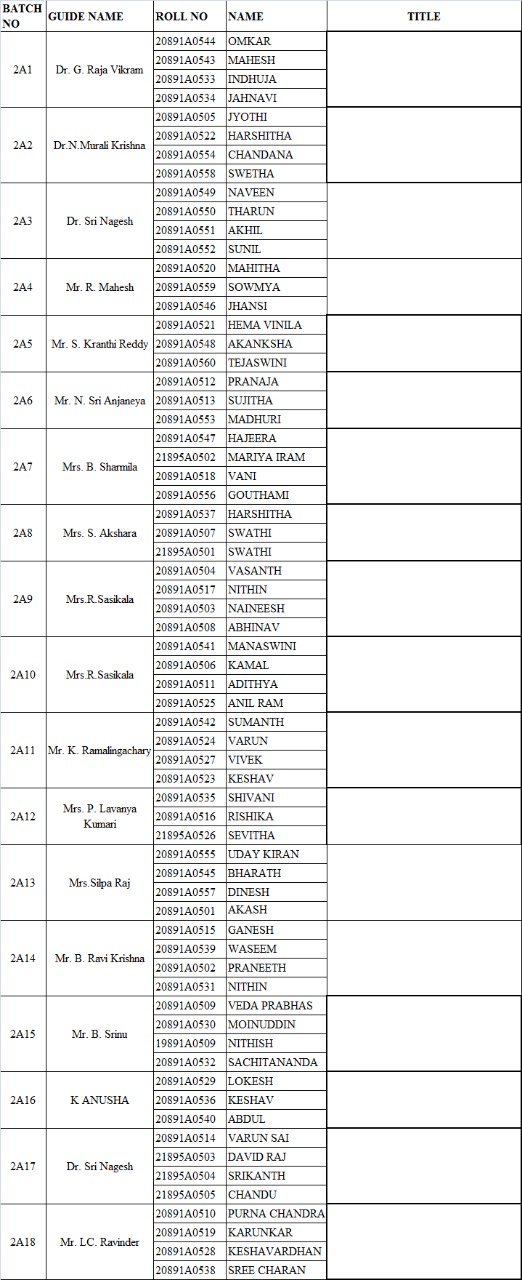 BATCH NO GUIDE NAME ROLL NO NAME TITLE
2A1 Dr. G. Raja Vikram 20891A0544 OMKAR
20891A0543 MAHESH
20891A0533 INDHUJA
20891A0534 JAHNAVI
2A2 Dr.N.Murali Krishna 20891A0505 JYOTHI
20891A0522 HARSHITHA
20891A0554 CHANDANA
20891A0558 SWETHA
2A3 Dr. Sri Nagesh 20891A0549 NAVEEN
20891A0550 THARUN
20891A0551 AKHIL
20891A0552 SUNIL
2A4 Mr. R. Mahesh 20891A0520 MAHITHA
20891A0559 SOWMYA
20891A0546 JHANSI
2A5 Mr. S. Kranthi Reddy 20891A0521 HEMA VINILA
20891A0548 AKANKSHA
20891A0560 TEJASWINI
2A6 Mr. N. Sri Anjaneya 20891A0512 PRANAJA
20891A0513 SUJITHA
20891A0553 MADHURI
2A7 Mrs. B. Sharmila 20891A0547 HAJEERA
21895A0502 MARIYA IRAM
20891A0518 VANI
20891A0556 GOUTHAMI
2A8 Mrs. S. Akshara 20891A0537 HARSHITHA
20891A0507 SWATHI
21895A0501 SWATHI
2A9 Mrs.R.Sasikala 20891A0504 VASANTH
20891A0517 NITHIN
20891A0503 NAINEESH
20891A0508 ABHINAV
2A10 Mrs.R.Sasikala 20891A0541 MANASWINI
20891A0506 KAMAL
20891A0511 ADITHYA
20891A0525 ANIL RAM
2A11 Mr. K. Ramalingachary 20891A0542 SUMANTH
20891A0524 VARUN
20891A0527 VIVEK
20891A0523 KESHAV
2A12 Mrs. P. Lavanya Kumari 20891A0535 SHIVANI
20891A0516 RISHIKA
21895A0526 SEVITHA
2A13 Mrs.Silpa Raj 20891A0555 UDAY KIRAN
20891A0545 BHARATH
20891A0557 DINESH
20891A0501 AKASH
2A14 Mr. B. Ravi Krishna 20891A0515 GANESH
20891A0539 WASEEM
20891A0502 PRANEETH
20891A0531 NITHIN
2A15 Mr. B. Srinu 20891A0509 VEDA PRABHAS
20891A0530 MOINUDDIN
19891A0509 NITHISH
20891A0532 SACHITANANDA
2A16 K ANUSHA 20891A0529 LOKESH
20891A0536 KESHAV
20891A0540 ABDUL
2A17 Dr. Sri Nagesh 20891A0514 VARUN SAI
21895A0503 DAVID RAJ
21895A0504 SRIKANTH
21895A0505 CHANDU
2A18 Mr. LC. Ravinder 20891A0510 PURNA CHANDRA
20891A0519 KARUNKAR
20891A0528 KESHAVARDHAN
20891A0538 SREE CHARAN